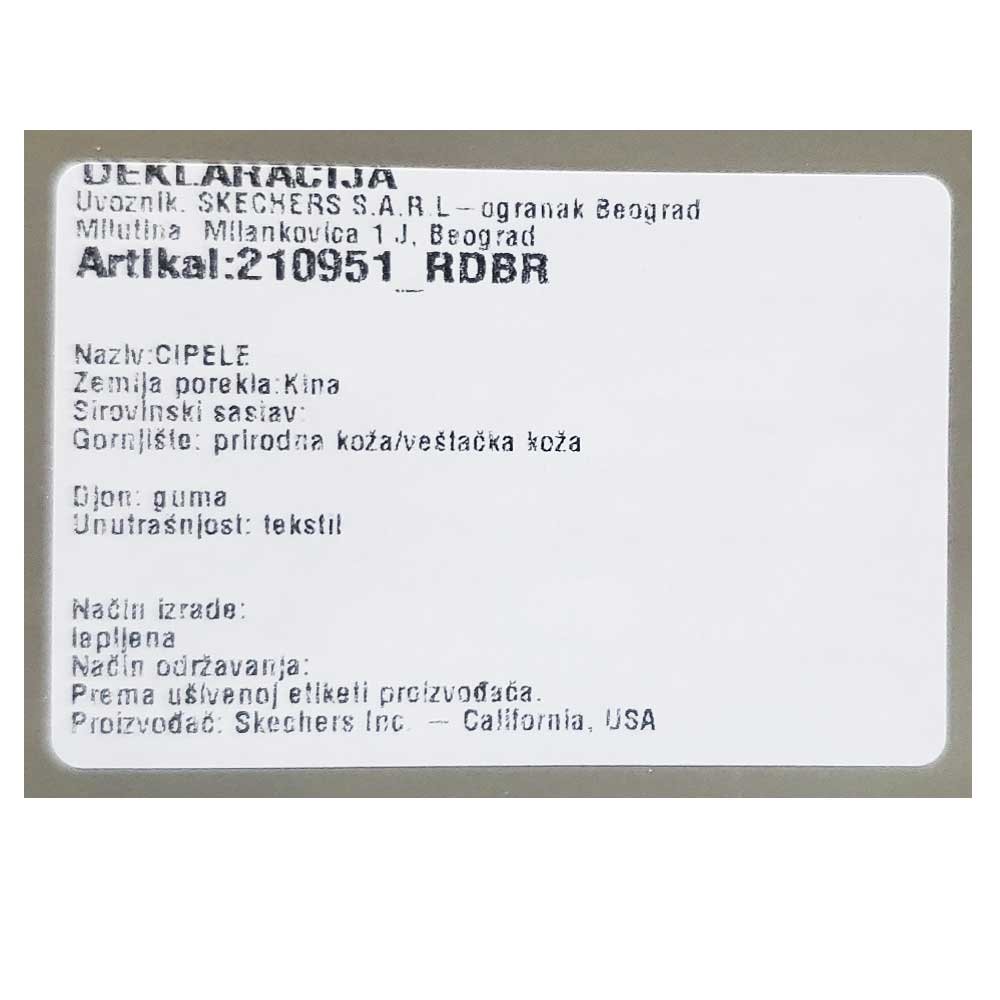 DEKLARACIJA
Uvoznik. SKECHERS S.A.R.L – ogranak Beograd
Milutina Milankovica 1 J, Beograd
Artikal:210951_RDBR
Naziv:CIPELE
Zemlja porekla:Kina
Sirovinski sastav:
Gornjište: prirodna koža/veštačka koža
Djon: guma
Unutrašnjost: tekstil
Način izrade:
lepljena
Način održavanja:
Prema ušivenoj etiketi proizvođača.
Proizvođač: Skechers Inc. – California, USA